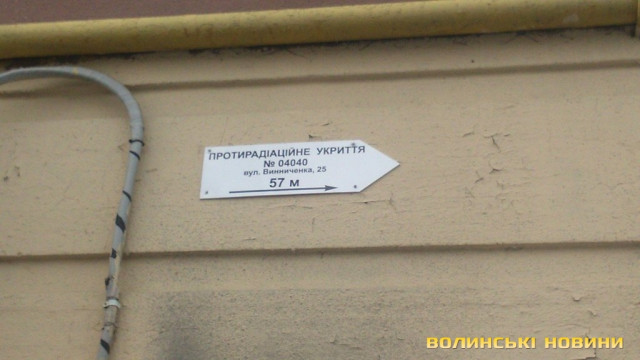 ПРОТИРАДІАЦІЙНЕ УКРИТТЯ
№ 04040
вул. Винниченка, 25
57 м
ВОЛИНСЬКІ НОВИНИ